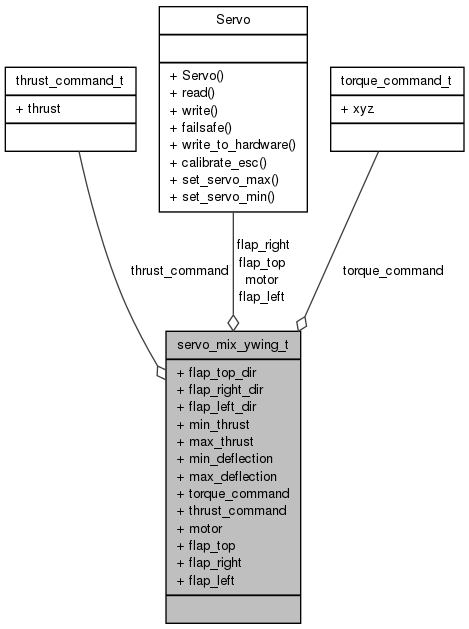 Servo
+ Servo()
+ read()
+ write()
+ failsafe()
+ write_to_hardware()
+ calibrate_esc()
+ set_servo_max()
+ set_servo_min()
thrust_command_t
+ thrust
torque_command_t
+ xyz
thrust_command
flap_right
flap_top
motor
flap_left
torque_command
servo_mix_ywing_t
+ flap_top_dir
+ flap_right_dir
+ flap_left_dir
+ min_thrust
+ max_thrust
+ min_deflection
+ max_deflection
+ torque_command
+ thrust_command
+ motor
+ flap_top
+ flap_right
+ flap_left